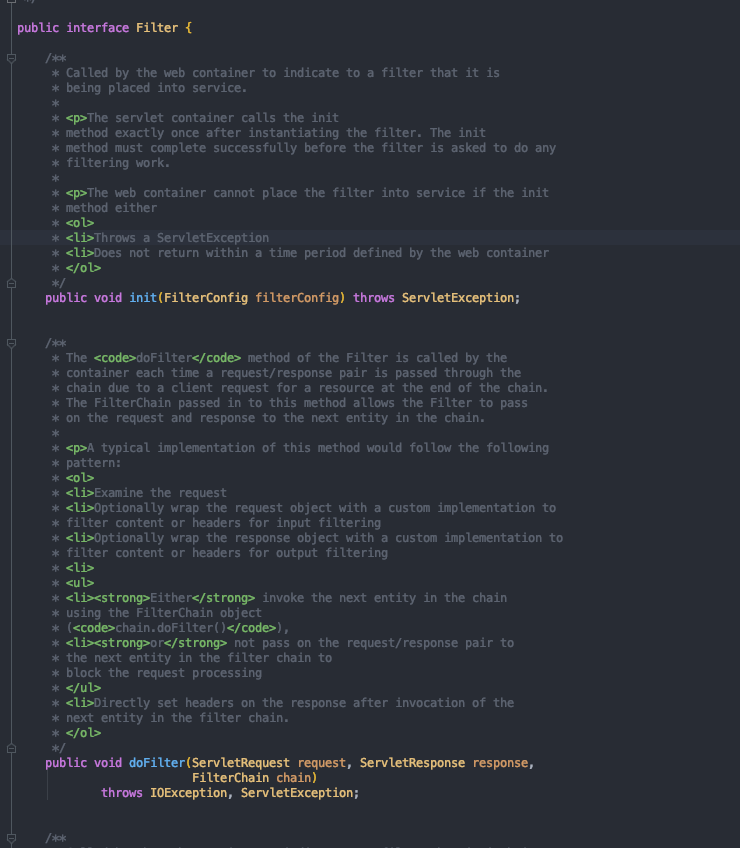 */
public interface Filter {
/**
* Called by the web container to indicate to a filter that it is
* being placed into service.
*
* <p>The servlet container calls the init
* method exactly once after instantiating the filter. The init
* method must complete successfully before the filter is asked to do any
* filtering work.
*
* <p>The web container cannot place the filter into service if the init
* method either
* <ol>
* <li>Throws a ServletException
* <li>Does not return within a time period defined by the web container
* </ol>
*/
public void init(FilterConfig filterConfig) throws ServletException;
/**
* The <code>doFilter</code> method of the Filter is called by the
* container each time a request/response pair is passed through the
* chain due to a client request for a resource at the end of the chain.
* The FilterChain passed in to this method allows the Filter to pass
* on the request and response to the next entity in the chain.
*
* <p>A typical implementation of this method would follow the following
* pattern:
* <ol>
* <li>Examine the request
* <li>Optionally wrap the request object with a custom implementation to
* filter content or headers for input filtering
* <li>Optionally wrap the response object with a custom implementation to
* filter content or headers for output filtering
* <li>
* <ul>
* <li><strong>Either</strong> invoke the next entity in the chain
* using the FilterChain object
* (<code>chain.doFilter()</code>),
* <li><strong>or</strong> not pass on the request/response pair to
* the next entity in the filter chain to
* block the request processing
* </ul>
* <li>Directly set headers on the response after invocation of the
* next entity in the filter chain.
* </ol>
*/
public void doFilter(ServletRequest request, ServletResponse response,
FilterChain chain)
throws IOException, ServletException;
/**